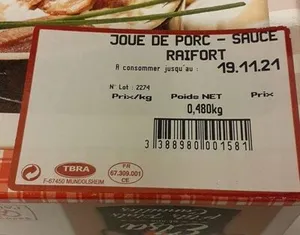 JOUE DE PORC - SAUCE
RAIFORT
A consommer jusqu'au : 19.11.21
N° Lot : 2274
Prix/kg Poids NET Prix
0,480kg
3 388980 001581
TBRA
F-67450 MUNDOLSHEIM
FR
67.309.001
CE